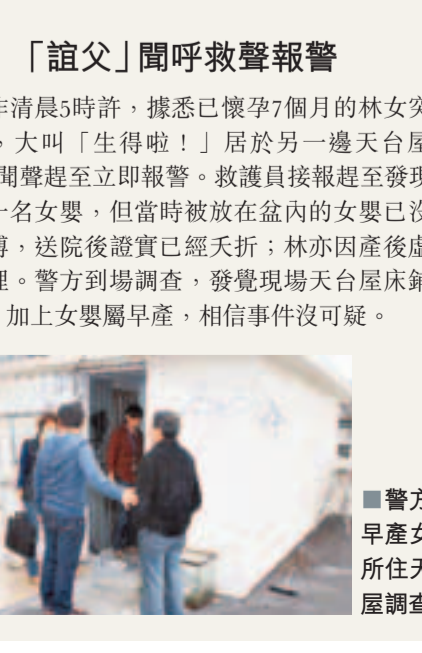 「誼父」聞呼救聲報警
昨清晨5時許，據悉已懷孕7個月的林女突
，大叫「生得啦！」居於另一邊天台屋
聞聲趕至立即報警。救護員接報趕至發現
一名女嬰，但當時被放在盆內的女嬰已沒
，送院後證實已經夭折；林亦因產後虛
理。警方到場調查，發覺現場天台屋床鋪
，加上女嬰屬早產，相信事件沒可疑。
■警方
早產女
所住天
屋調查